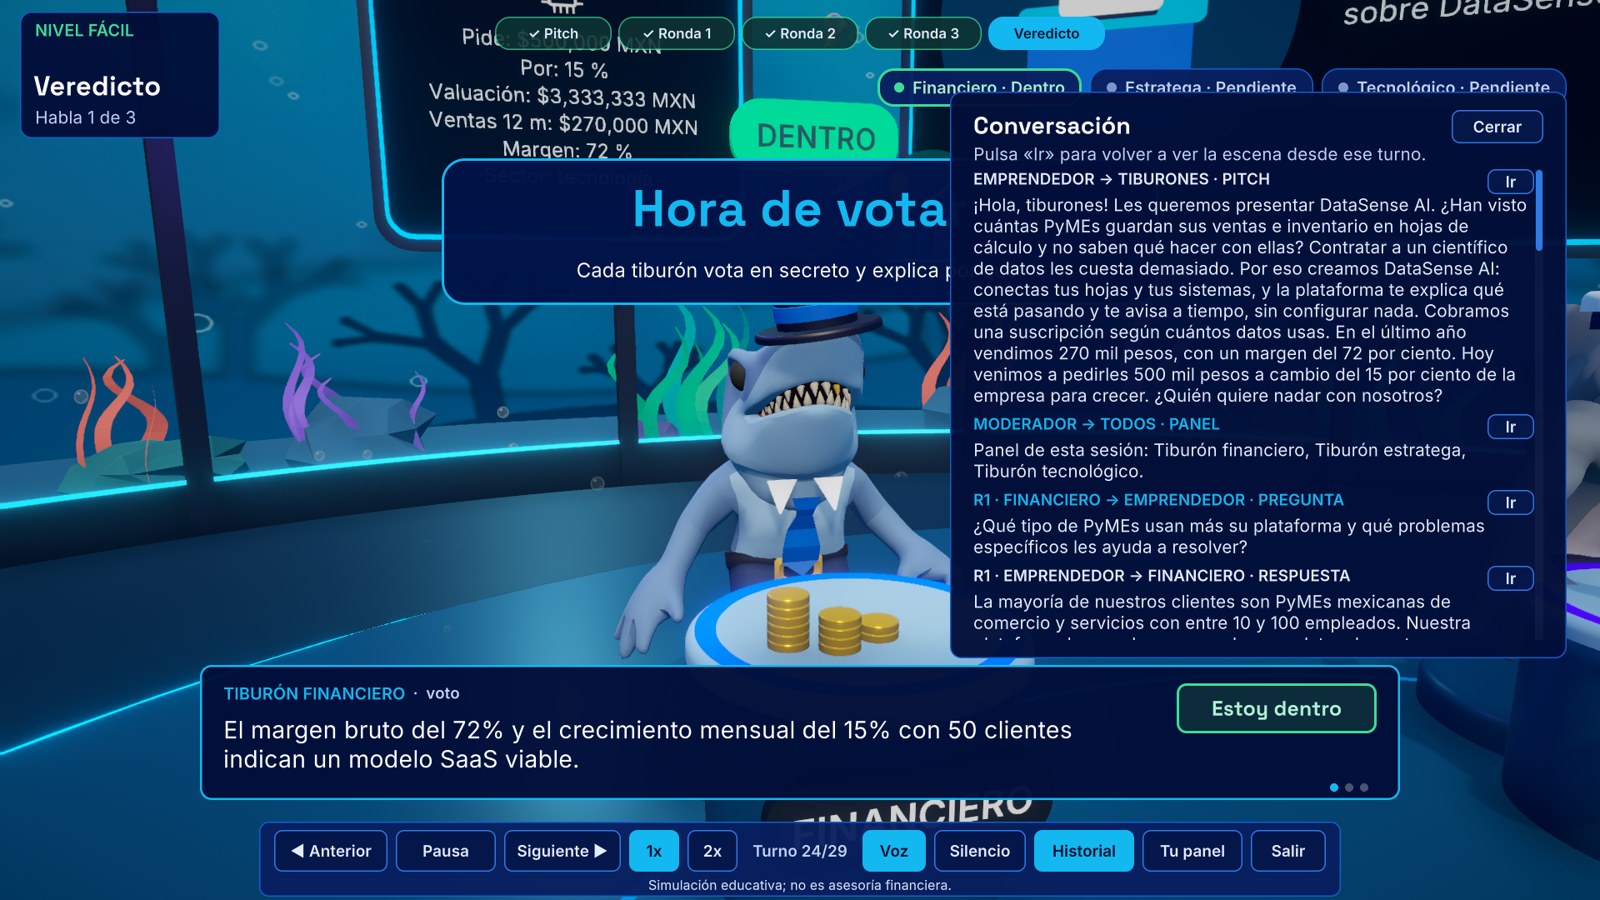 NIVEL FÁCIL
Veredicto
Habla 1 de 3
Pide: $500,000 MXN
Por: 15 %
Valuación: $3,333,333 MXN
Ventas 12 m: $270,000 MXN
Margen: 72 %
Sector: tecnología
✓ Pitch
✓ Ronda 1
✓ Ronda 2
✓ Ronda 3
Veredicto
sobre DataSens
Financiero · Dentro
Estratega · Pendiente
Tecnológico · Pendiente
DENTRO
Hora de vota
Cada tiburón vota en secreto y explica
Conversación
Cerrar
Pulsa «Ir» para volver a ver la escena desde ese turno.
EMPRENDEDOR → TIBURONES · PITCH
Ir
¡Hola, tiburones! Les queremos presentar DataSense AI. ¿Han visto
cuántas PyMEs guardan sus ventas e inventario en hojas de
cálculo y no saben qué hacer con ellas? Contratar a un científico
de datos les cuesta demasiado. Por eso creamos DataSense AI:
conectas tus hojas y tus sistemas, y la plataforma te explica qué
está pasando y te avisa a tiempo, sin configurar nada. Cobramos
una suscripción según cuántos datos usas. En el último año
vendimos 270 mil pesos, con un margen del 72 por ciento. Hoy
venimos a pedirles 500 mil pesos a cambio del 15 por ciento de la
empresa para crecer. ¿Quién quiere nadar con nosotros?
MODERADOR → TODOS · PANEL
Ir
Panel de esta sesión: Tiburón financiero, Tiburón estratega,
Tiburón tecnológico.
R1 · FINANCIERO → EMPRENDEDOR · PREGUNTA
Ir
¿Qué tipo de PyMEs usan más su plataforma y qué problemas
específicos les ayuda a resolver?
R1 · EMPRENDEDOR → FINANCIERO · RESPUESTA
Ir
La mayoría de nuestros clientes son PyMEs mexicanas de
comercio y servicios con entre 10 y 100 empleados. Nuestra
TIBURÓN FINANCIERO · voto
El margen bruto del 72% y el crecimiento mensual del 15% con 50 clientes
indican un modelo SaaS viable.
Estoy dentro
FINANCIERO
◀ Anterior
Pausa
Siguiente ▶
1x
2x
Turno 24/29
Voz
Silencio
Historial
Tu panel
Salir
Simulación educativa; no es asesoría financiera.